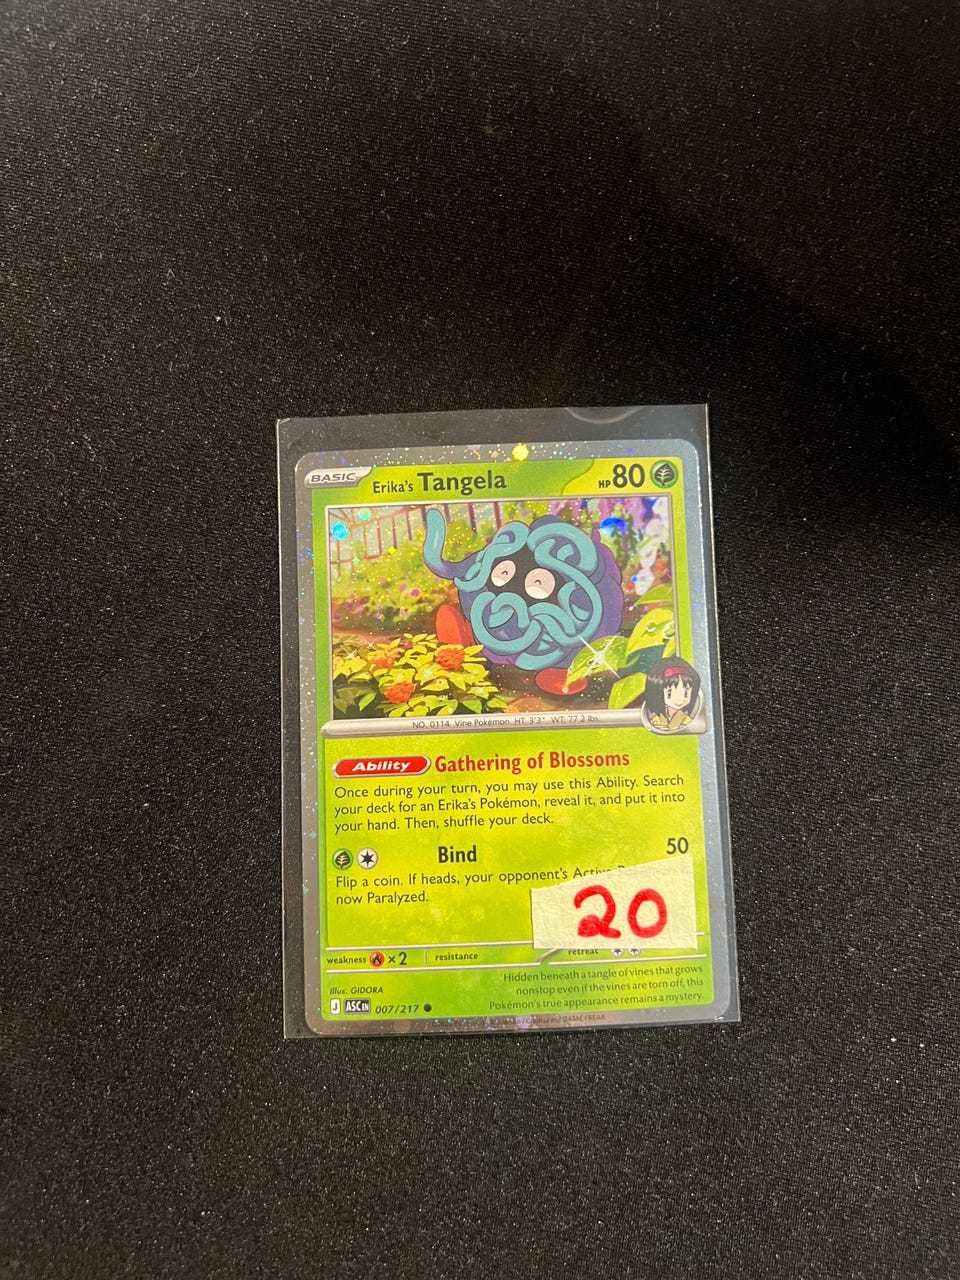 BASIC Erika's Tangela HP 80
NO. 0114 Vine Pokémon HT: 3'3" WT: 77.2 lbs.
Ability Gathering of Blossoms
Once during your turn, you may use this Ability. Search
your deck for an Erika's Pokémon, reveal it, and put it into
your hand. Then, shuffle your deck.
Bind 50
Flip a coin. If heads, your opponent's Active
now Paralyzed.
20
weakness ×2 resistance retreat
Illus. GIDORA
J ASC EN 007/217
Hidden beneath a tangle of vines that grows
nonstop even if the vines are torn off, this
Pokémon's true appearance remains a mystery.